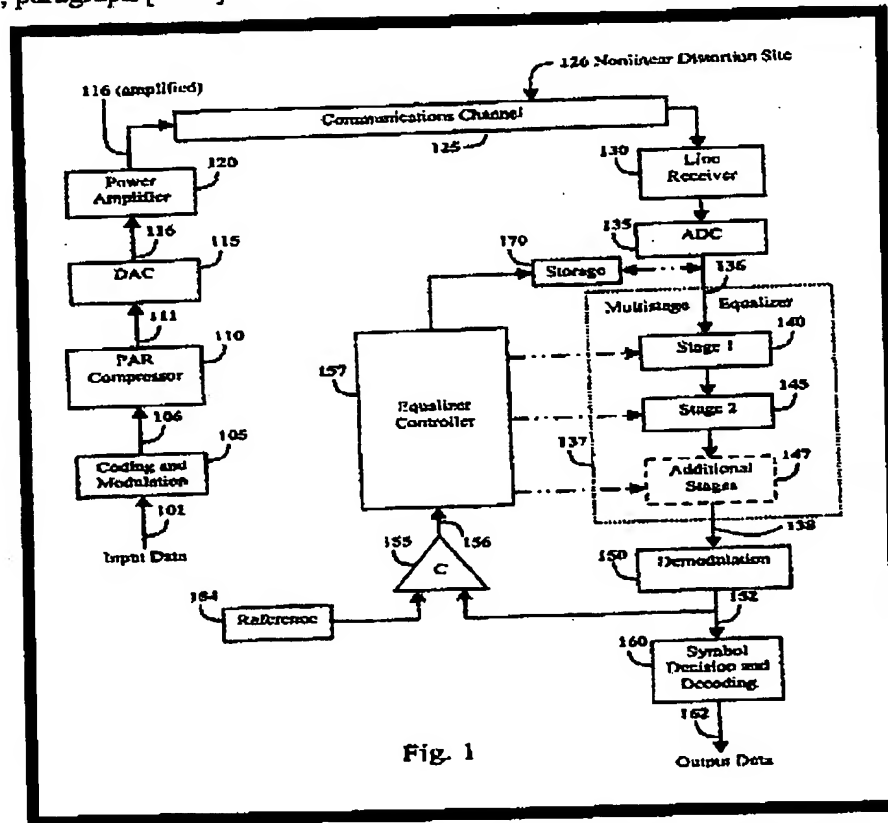 , paragraph [
126 Nonlinear Distortion Site
116 (amplified)
Communications Channel
125
120
Power
Amplifier
130
Line
Receiver
116
115
DAC
135
ADC
170
Storage
136
111
110
PAR
Compressor
Multistage Equalizer
140
Stage 1
157
Equalizer
Controller
145
Stage 2
106
105
Coding and
Modulation
137
147
Additional
Stages
101
Input Data
138
155
156
C
150
Demodulation
164
Reference
152
160
Symbol
Decision and
Decoding
162
Output Data
Fig. 1